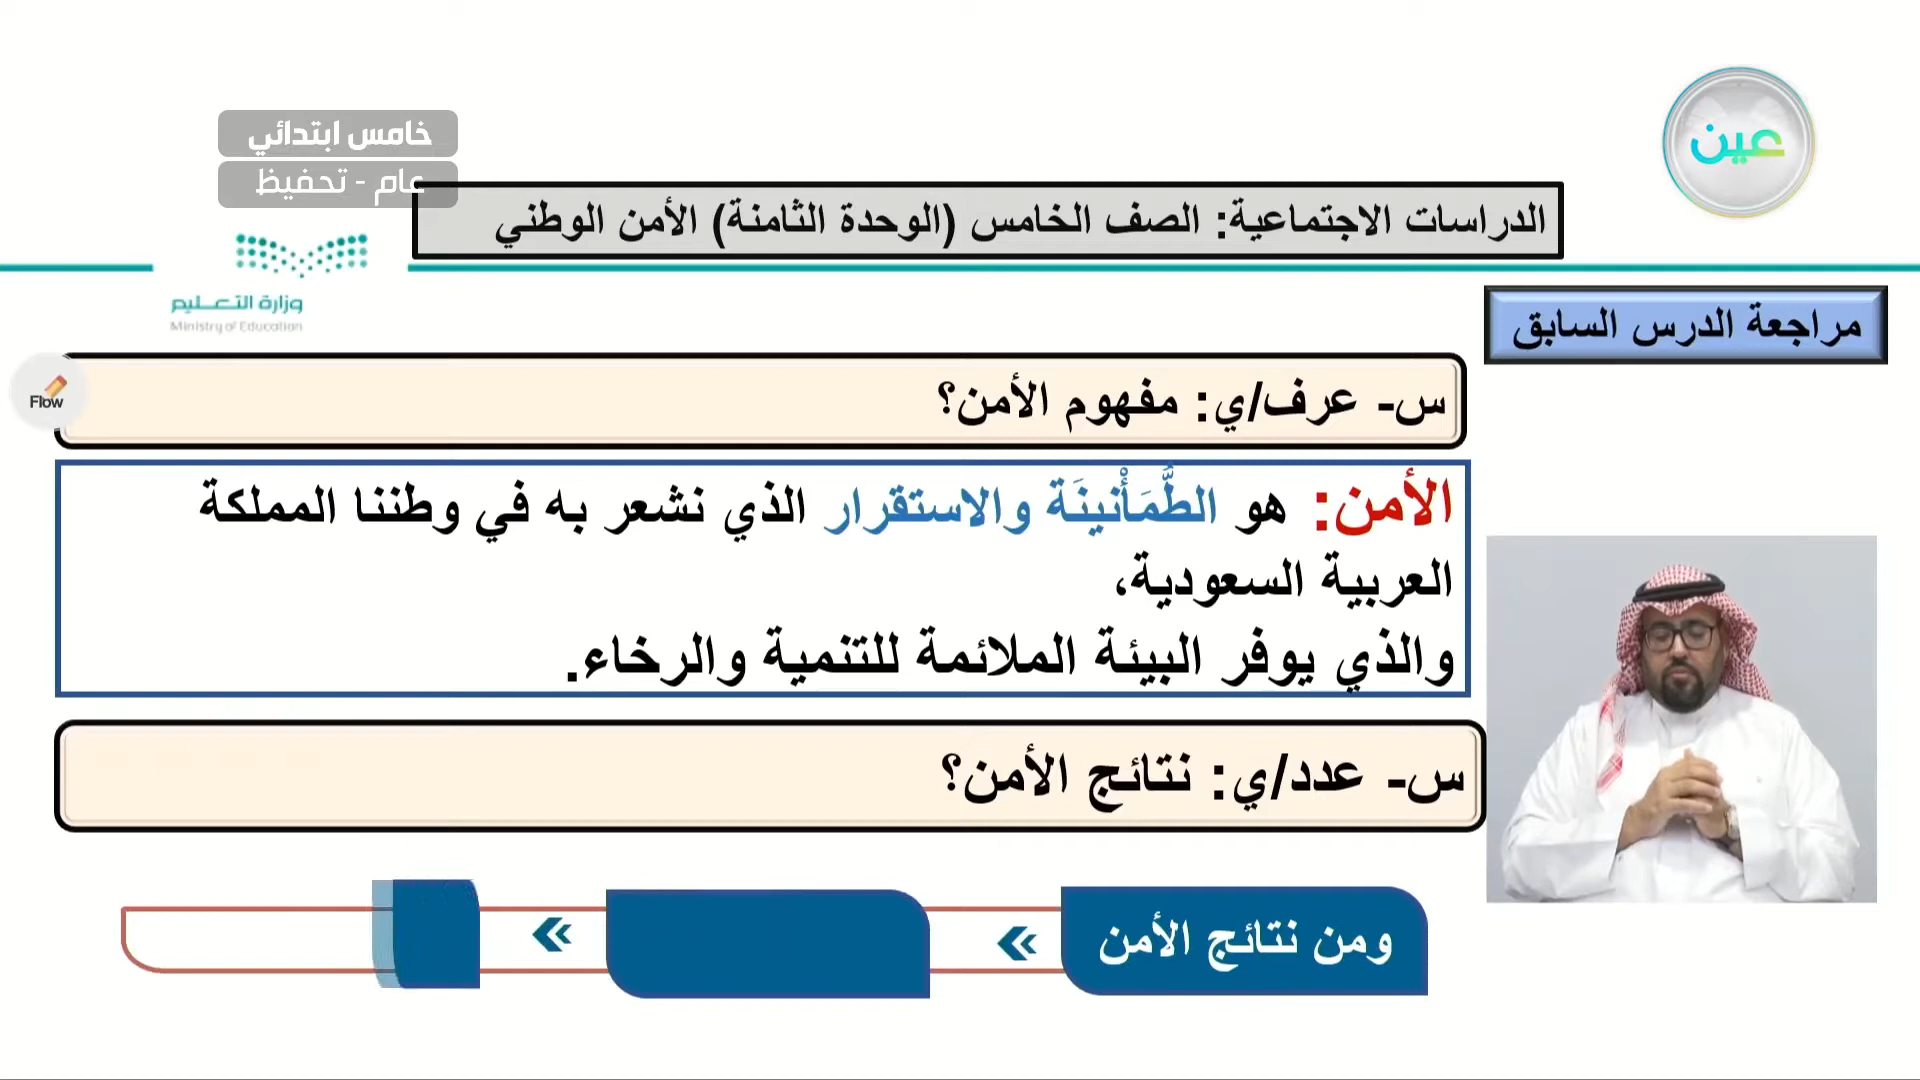 عين
خامس ابتدائي
عام - تحفيظ
الدراسات الاجتماعية: الصف الخامس (الوحدة الثامنة) الأمن الوطني
وزارة التعليم
Ministry of Education
مراجعة الدرس السابق
Flow
س- عرف/ي: مفهوم الأمن؟
الأمن: هو الطُّمَأْنينَة والاستقرار الذي نشعر به في وطننا المملكة
العربية السعودية،
والذي يوفر البيئة الملائمة للتنمية والرخاء.
س- عدد/ي: نتائج الأمن؟
ومن نتائج الأمن